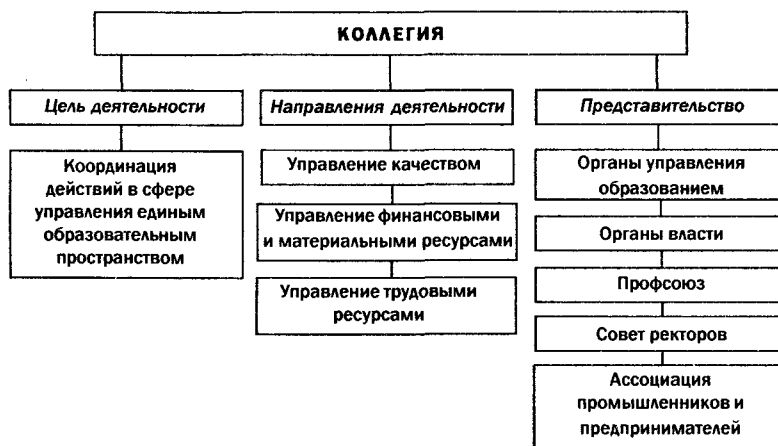 КОЛЛЕГИЯ
Цель деятельности
Координация
действий в сфере
управления единым
образовательным
пространством
Направления деятельности
Управление качеством
Управление финансовыми
и материальными ресурсами
Управление трудовыми
ресурсами
Представительство
Органы управления
образованием
Органы власти
Профсоюз
Совет ректоров
Ассоциация
промышленников и
предпринимателей